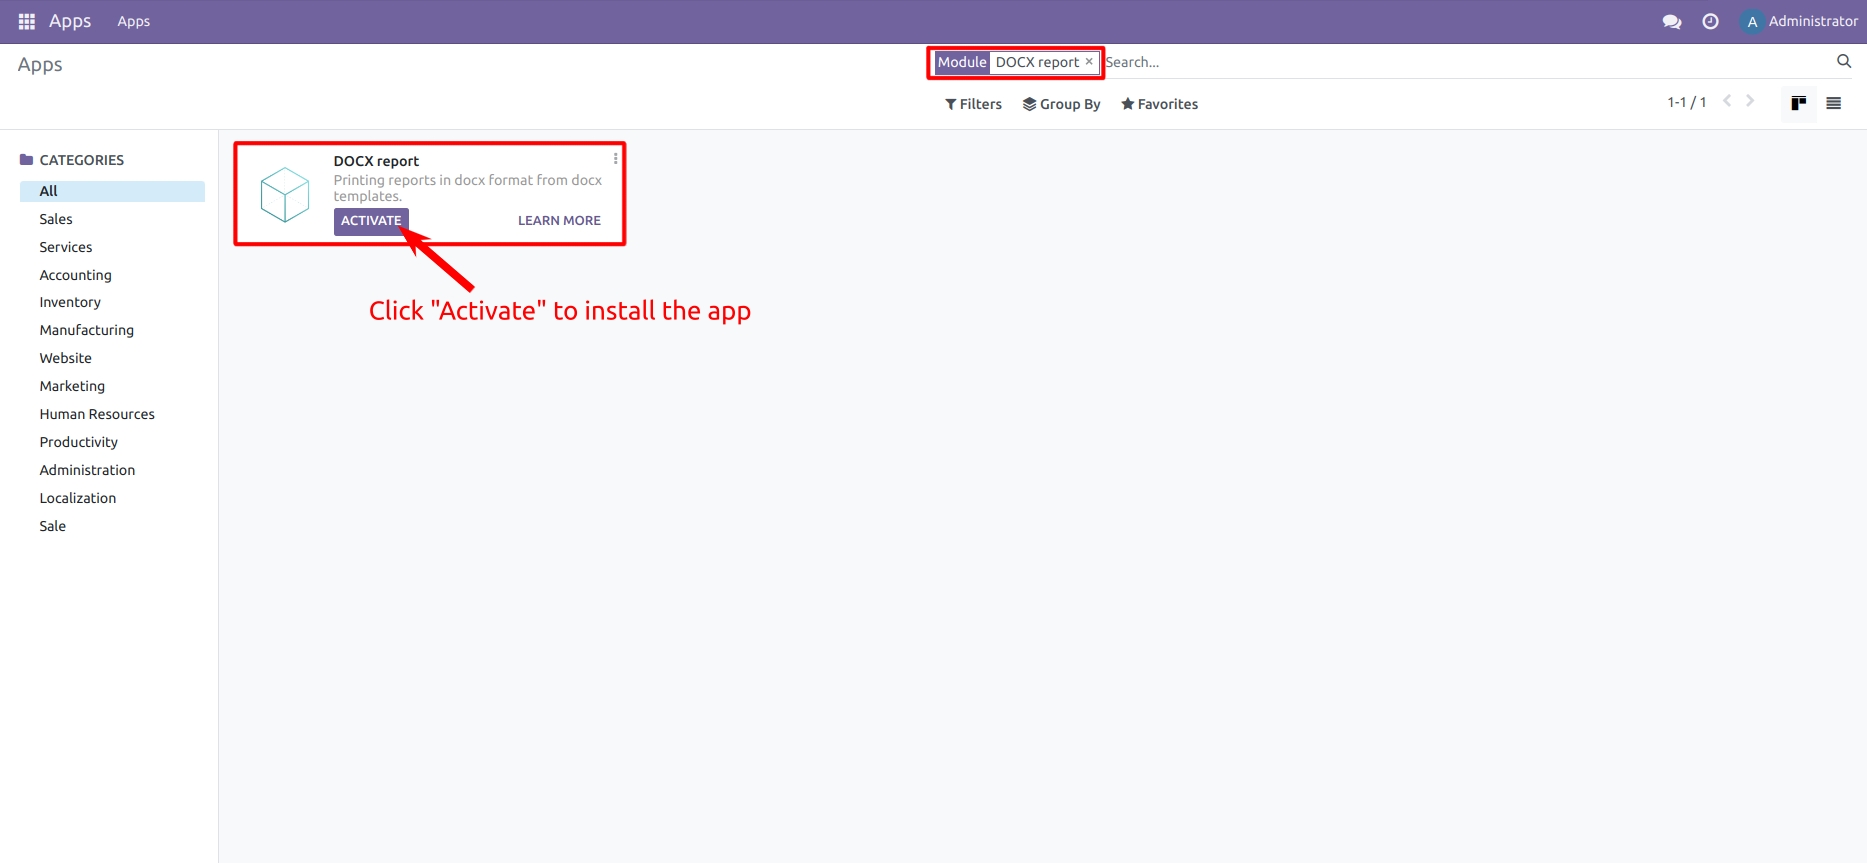 Apps Apps A Administrator
Apps Module DOCX report × Search...
Filters Group By Favorites 1-1 / 1
CATEGORIES
All
Sales
Services
Accounting
Inventory
Manufacturing
Website
Marketing
Human Resources
Productivity
Administration
Localization
Sale
DOCX report
Printing reports in docx format from docx
templates.
ACTIVATE LEARN MORE
Click "Activate" to install the app